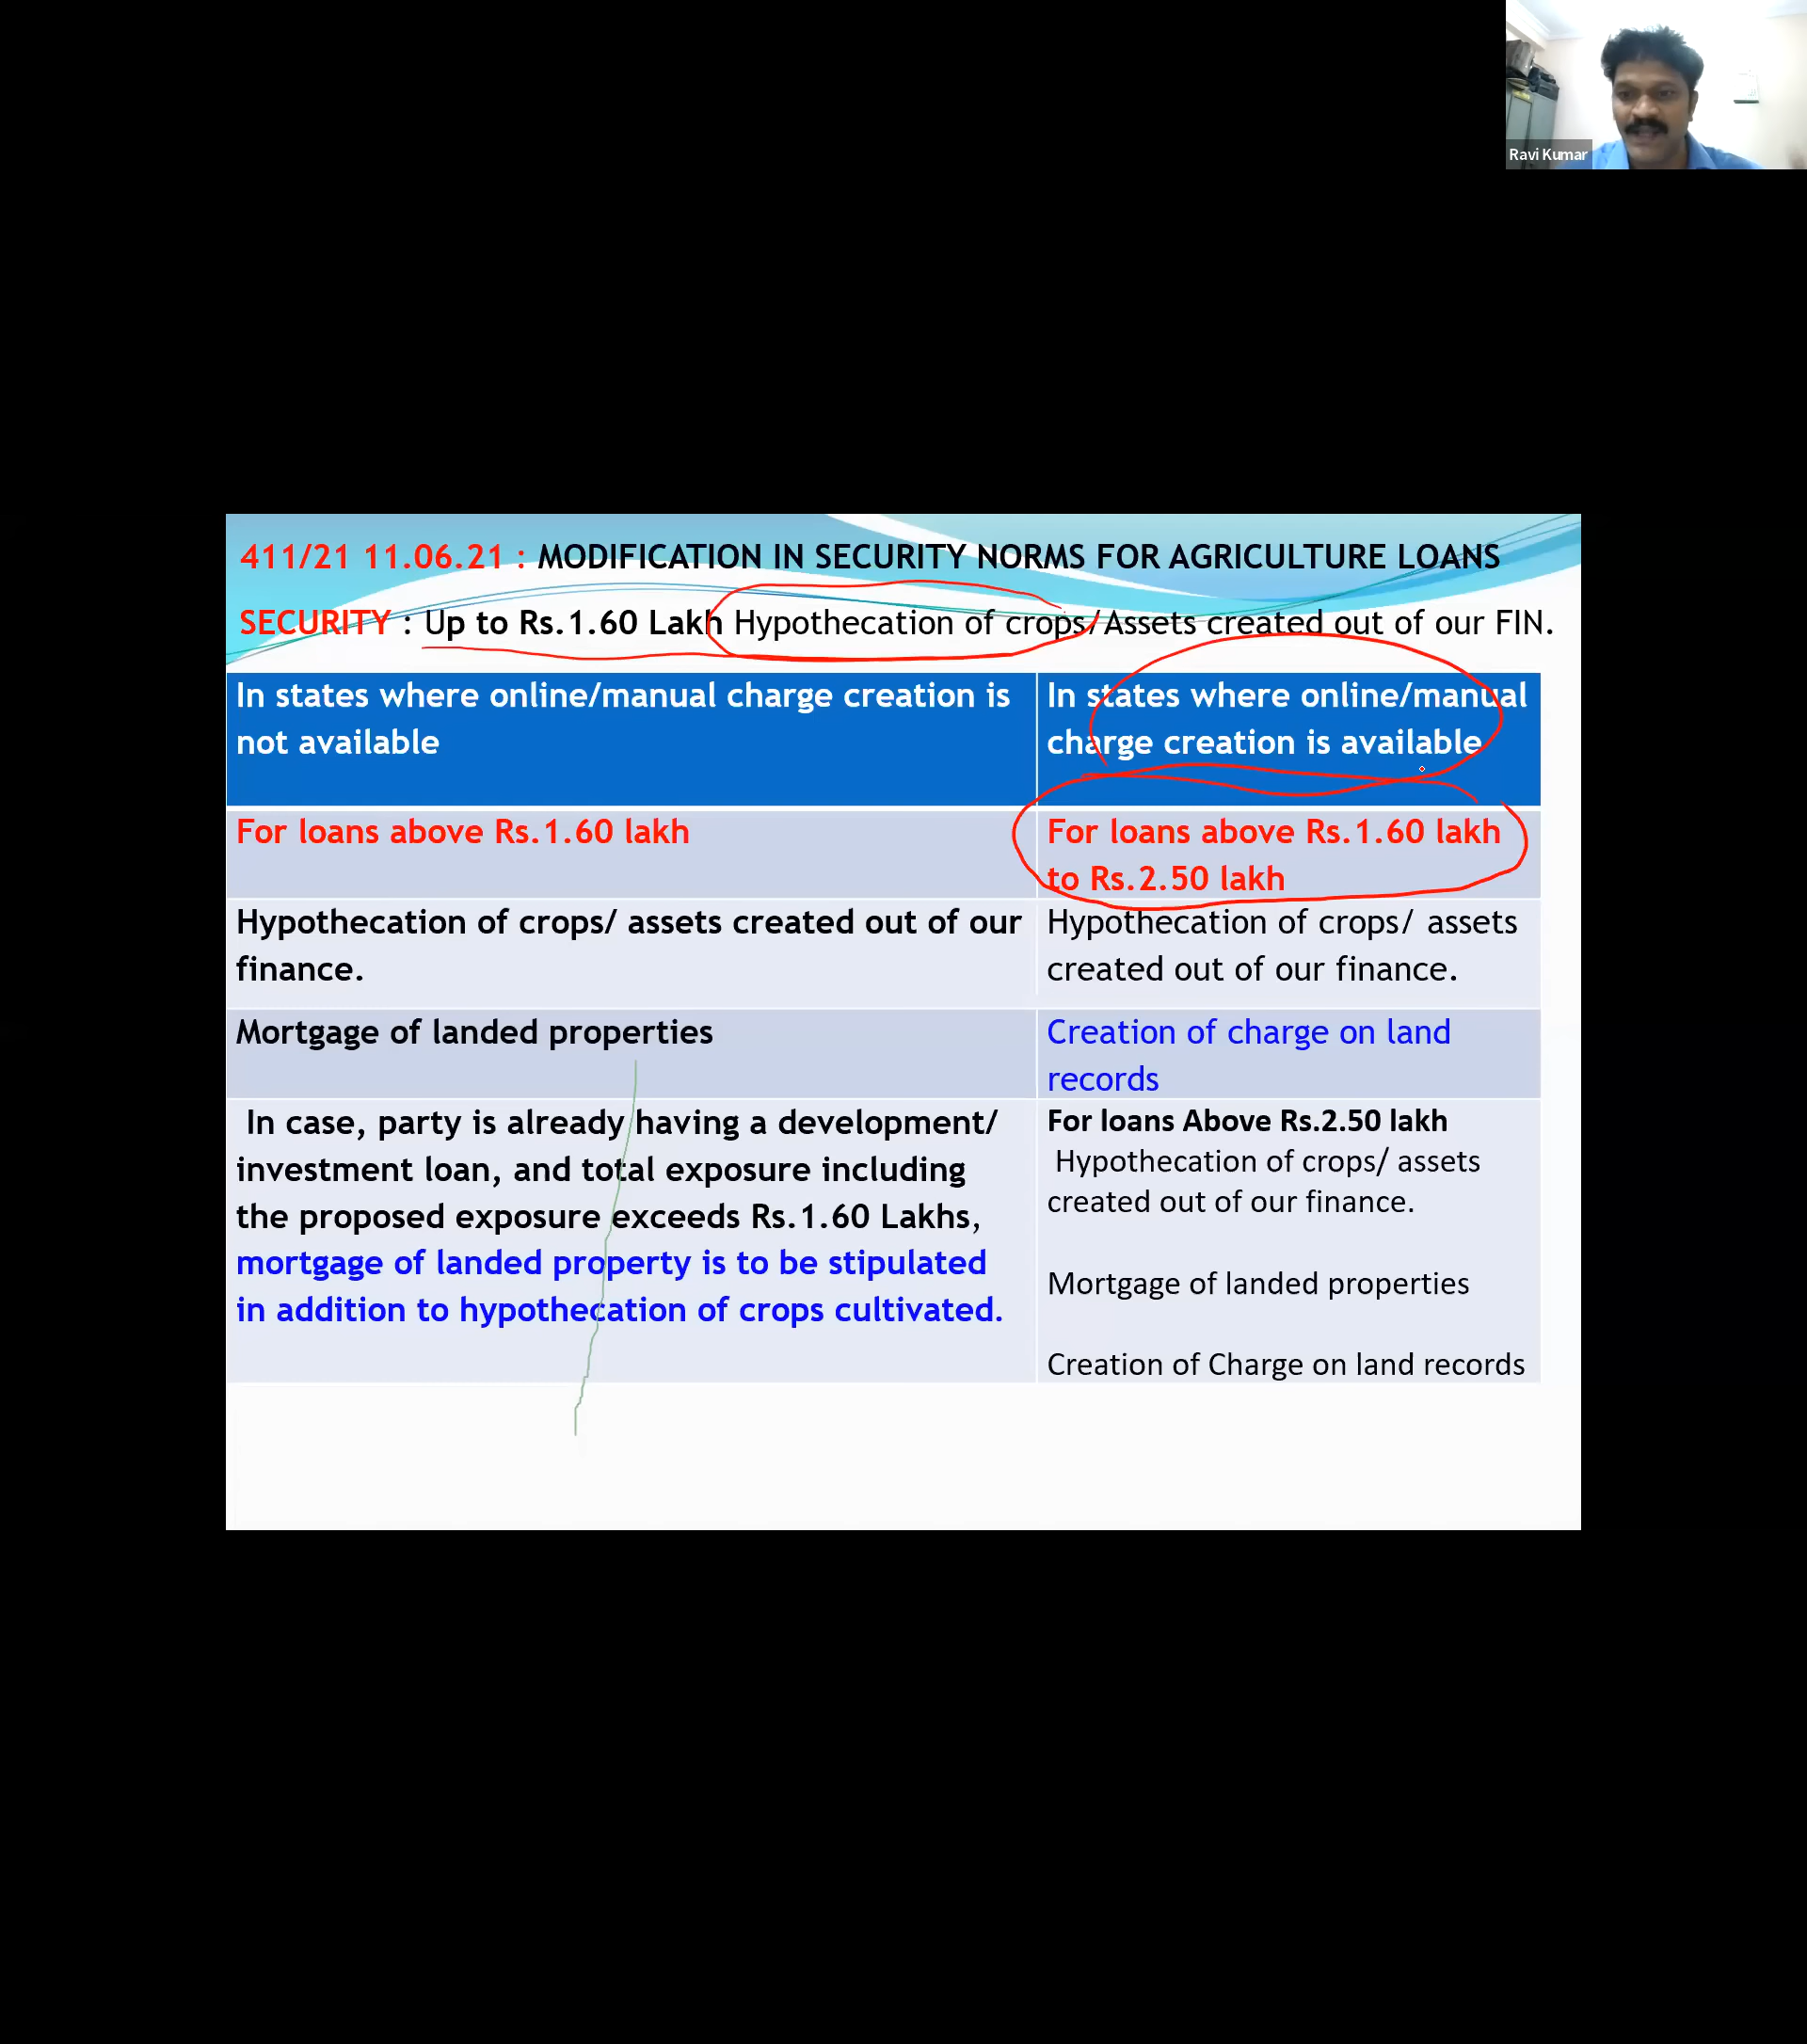 Ravi Kumar
411/21 11.06.21 : MODIFICATION IN SECURITY NORMS FOR AGRICULTURE LOANS
SECURITY : Up to Rs.1.60 Lakh Hypothecation of crops/Assets created out of our FIN.
In states where online/manual charge creation is
not available
In states where online/manual
charge creation is available
For loans above Rs.1.60 lakh
For loans above Rs.1.60 lakh
to Rs.2.50 lakh
Hypothecation of crops/ assets created out of our
finance.
Hypothecation of crops/ assets
created out of our finance.
Mortgage of landed properties
Creation of charge on land
records
In case, party is already having a development/
investment loan, and total exposure including
the proposed exposure exceeds Rs.1.60 Lakhs,
mortgage of landed property is to be stipulated
in addition to hypothecation of crops cultivated.
For loans Above Rs.2.50 lakh
Hypothecation of crops/ assets
created out of our finance.
Mortgage of landed properties
Creation of Charge on land records